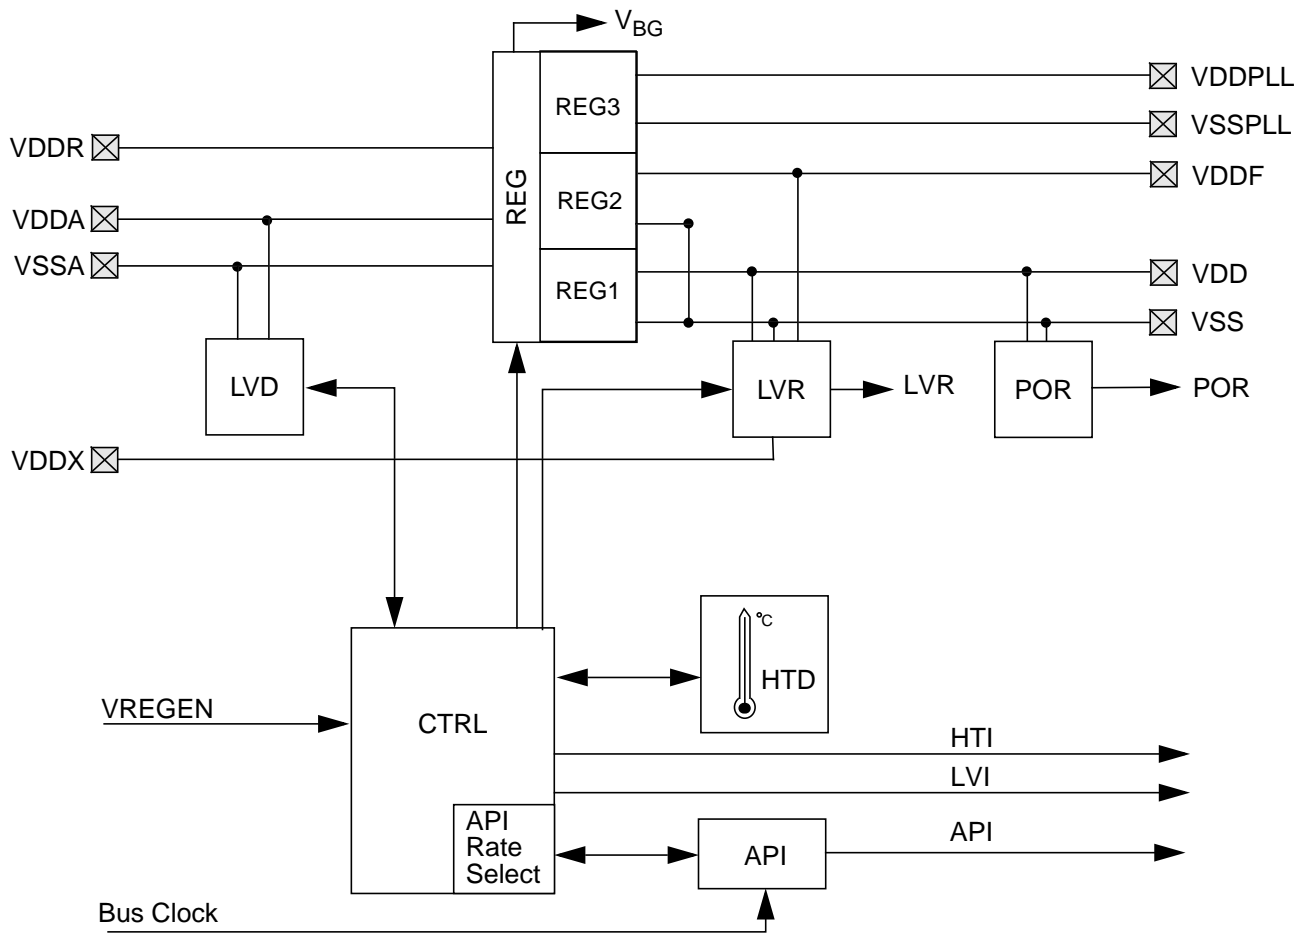 VBG
REG3
VDDPLL
VSSPLL
VDDR
REG
REG2
VDDF
VDDA
VSSA
REG1
VDD
VSS
LVD
LVR
LVR
POR
POR
VDDX
°C
HTD
VREGEN
CTRL
HTI
LVI
API
Rate
Select
API
API
Bus Clock